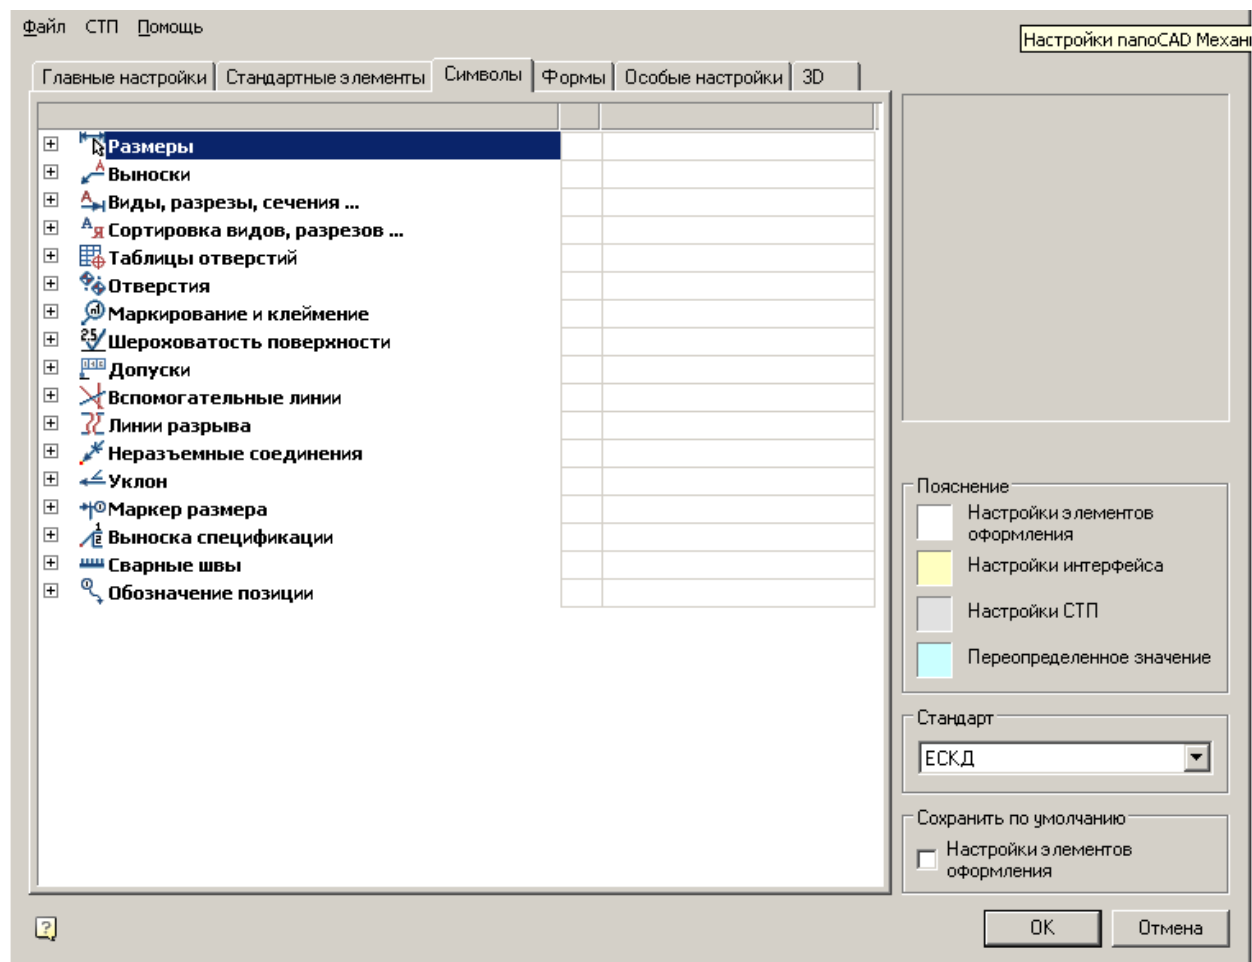 Файл СТП Помощь
Настройки nanoCAD Механи
Главные настройки Стандартные элементы Символы Формы Особые настройки 3D
Размеры
Выноски
Виды, разрезы, сечения ...
Сортировка видов, разрезов ...
Таблицы отверстий
Отверстия
Маркирование и клеймение
Шероховатость поверхности
Допуски
Вспомогательные линии
Линии разрыва
Неразъемные соединения
Уклон
Маркер размера
Выноска спецификации
Сварные швы
Обозначение позиции
Пояснение
Настройки элементов
оформления
Настройки интерфейса
Настройки СТП
Переопределенное значение
Стандарт
ЕСКД
Сохранить по умолчанию
Настройки элементов
оформления
OK Отмена